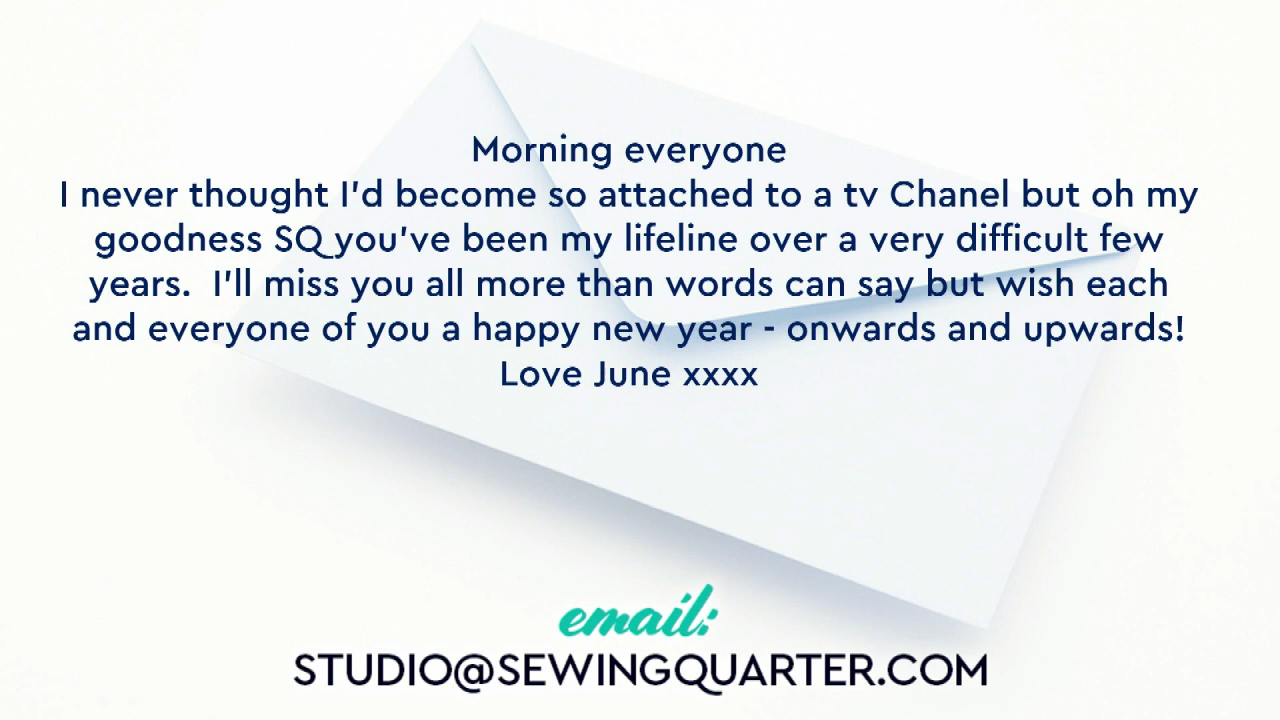 Morning everyone
I never thought I'd become so attached to a tv Chanel but oh my
goodness SQ you've been my lifeline over a very difficult few
years.  I'll miss you all more than words can say but wish each
and everyone of you a happy new year - onwards and upwards!
Love June xxxx
email:
STUDIO@SEWINGQUARTER.COM